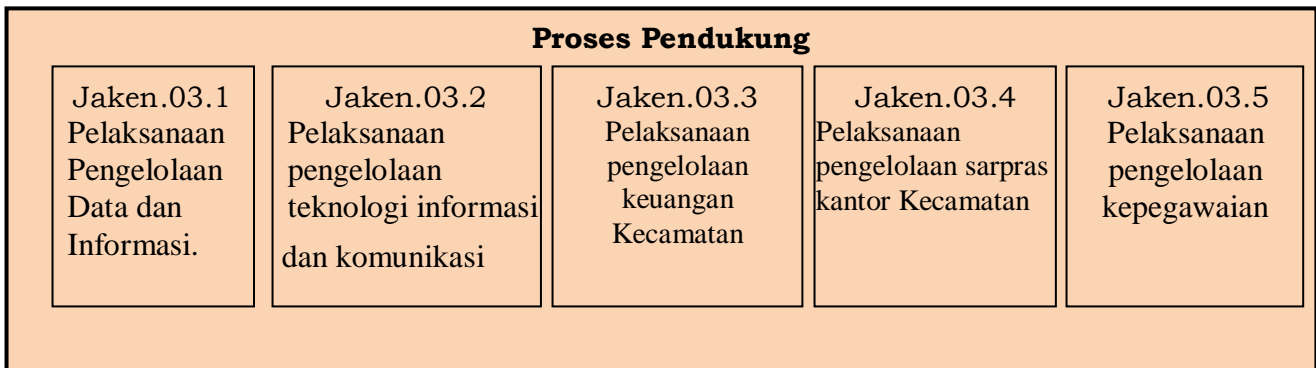 Proses Pendukung
Jaken.03.1
Pelaksanaan
Pengelolaan
Data dan
Informasi.
Jaken.03.2
Pelaksanaan
pengelolaan
teknologi informasi
dan komunikasi
Jaken.03.3
Pelaksanaan
pengelolaan
keuangan
Kecamatan
Jaken.03.4
Pelaksanaan
pengelolaan sarpras
kantor Kecamatan
Jaken.03.5
Pelaksanaan
pengelolaan
kepegawaian